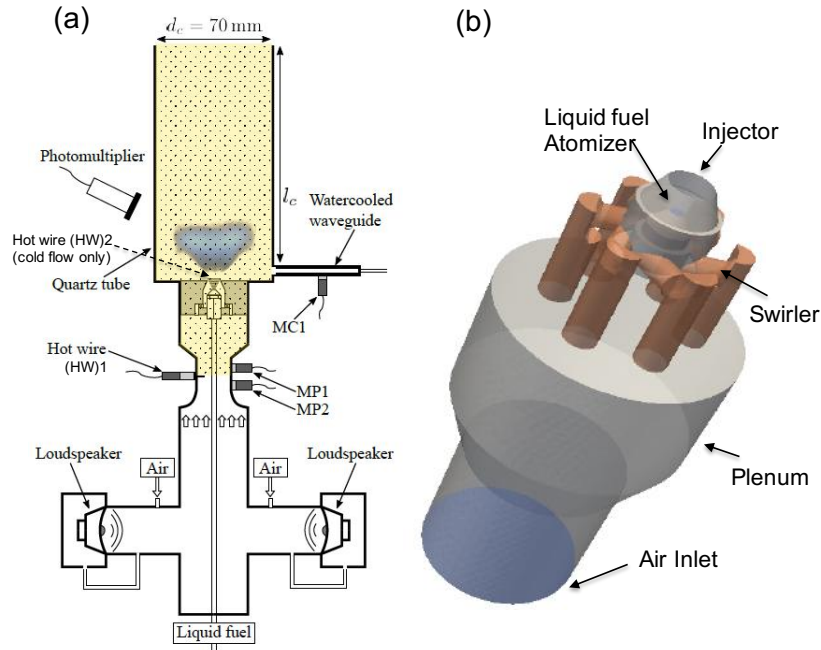 (a)
d_c = 70 mm
Photomultiplier
l_c
Watercooled
waveguide
Hot wire (HW)2
(cold flow only)
Quartz tube
MC1
Hot wire
(HW)1
MP1
MP2
Loudspeaker
Air
Air
Loudspeaker
Liquid fuel
(b)
Liquid fuel
Atomizer
Injector
Swirler
Plenum
Air Inlet